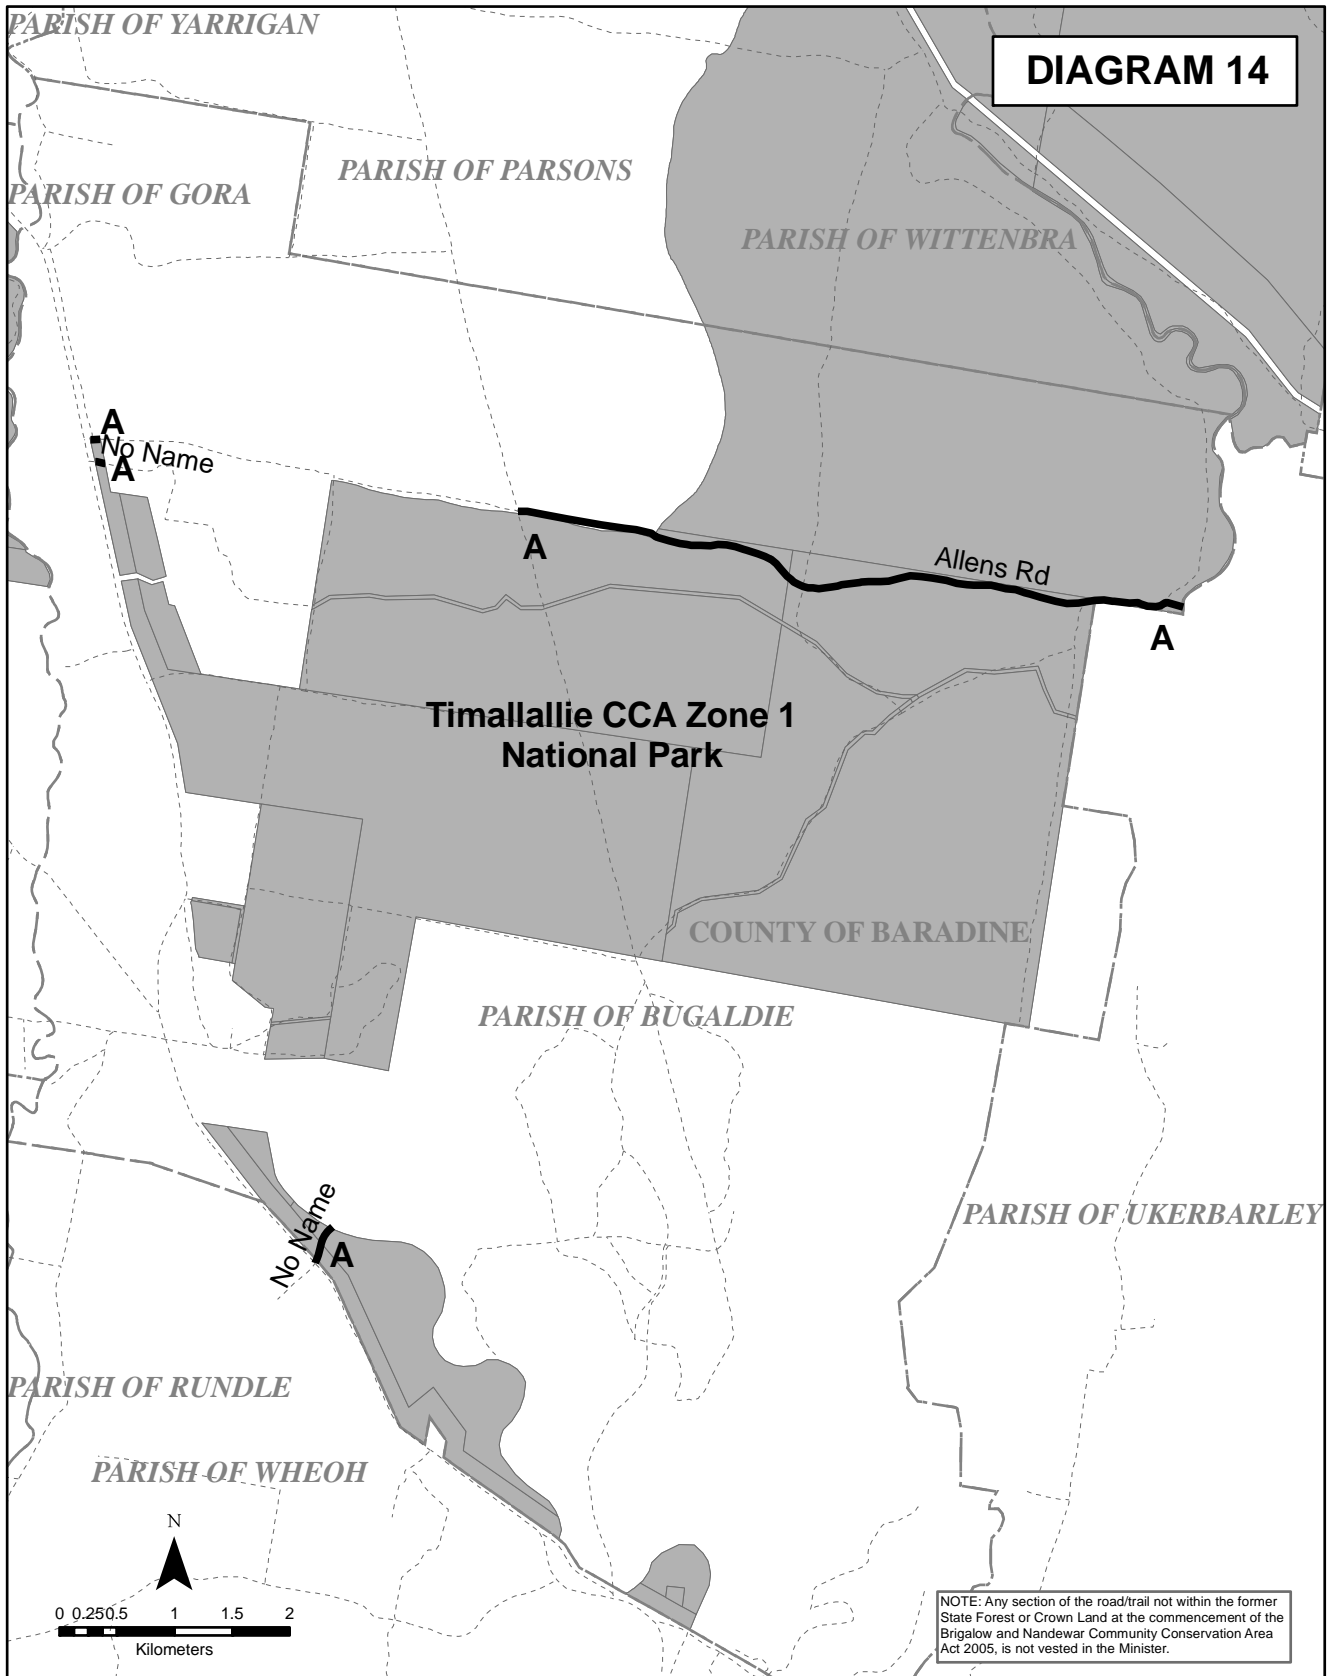 PARISH OF YARRIGAN
DIAGRAM 14
PARISH OF PARSONS
PARISH OF GORA
PARISH OF WITTENBRA
A
No Name
A
A
Allens Rd
A
Timallallie CCA Zone 1
National Park
COUNTY OF BARADINE
PARISH OF BUGALDIE
No Name
A
PARISH OF UKERBARLEY
PARISH OF RUNDLE
PARISH OF WHEOH
N
0 0.25 0.5 1 1.5 2
Kilometers
NOTE: Any section of the road/trail not within the former
State Forest or Crown Land at the commencement of the
Brigalow and Nandewar Community Conservation Area
Act 2005, is not vested in the Minister.